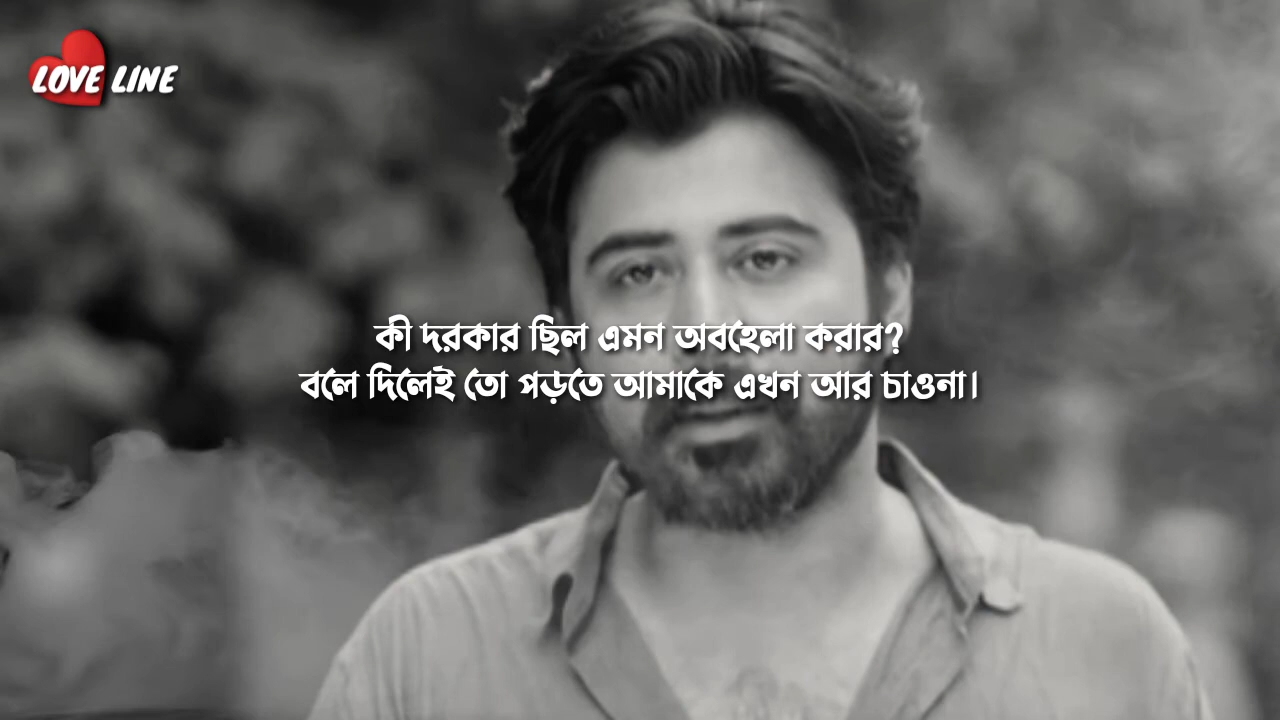 LOVE LINE
কী দরকার ছিল এমন অবহেলা করার?
বলে দিলেই তো পড়তে আমাকে এখন আর চাওনা।